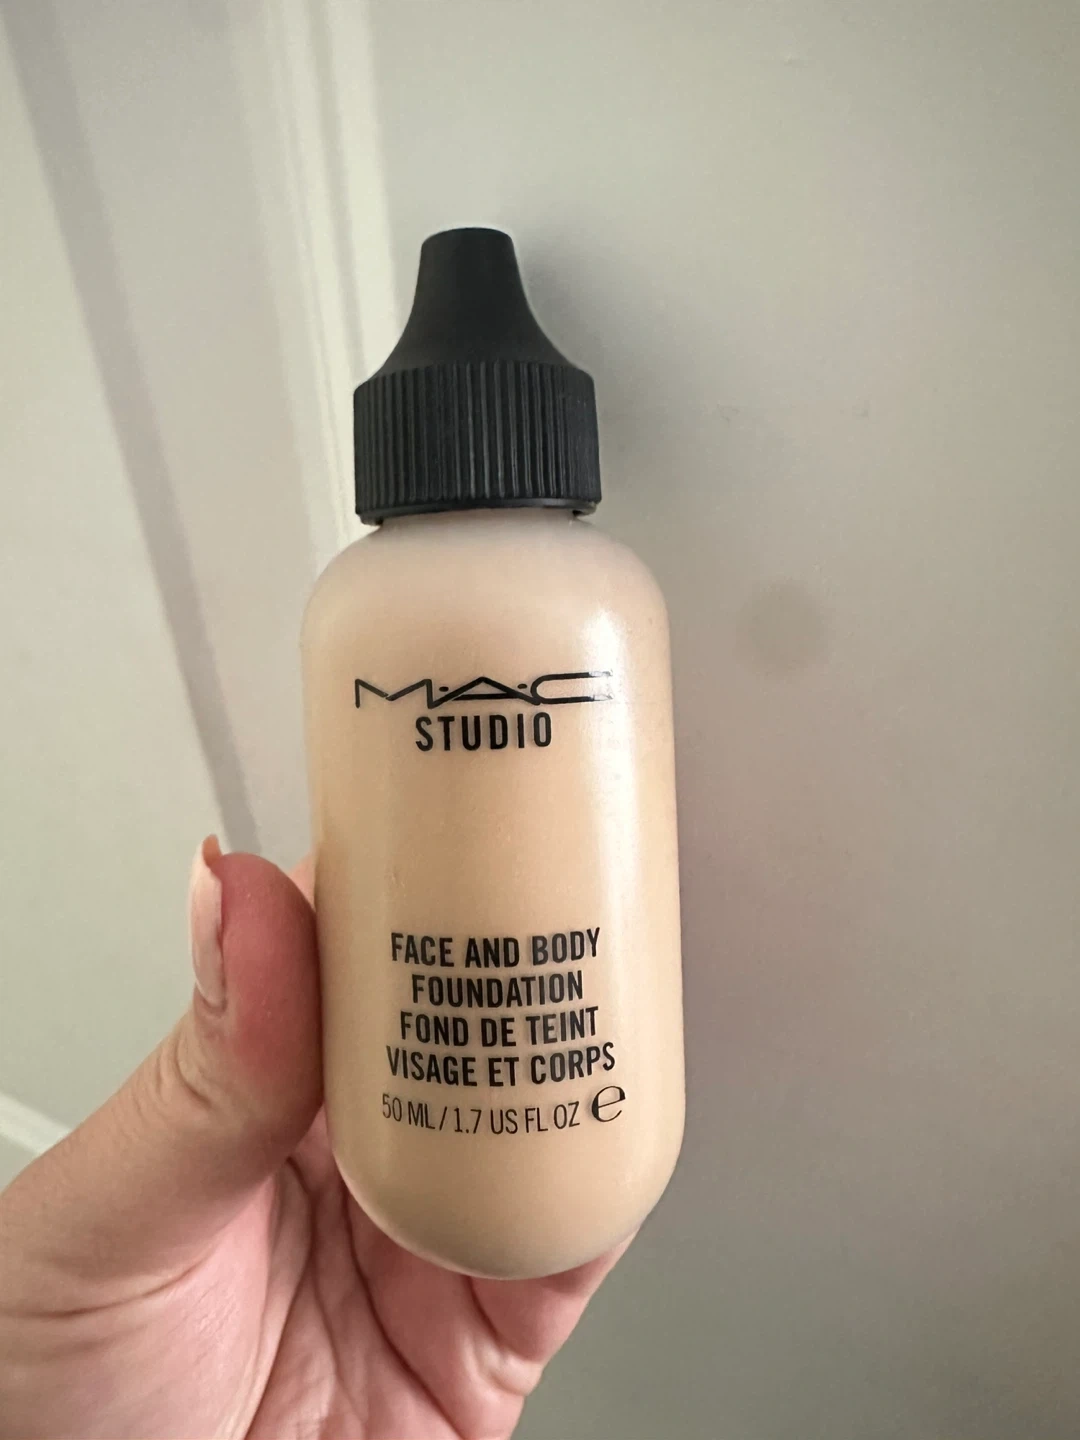 M·A·C
STUDIO
FACE AND BODY
FOUNDATION
FOND DE TEINT
VISAGE ET CORPS
50 ML/1.7 US FL OZ ℮